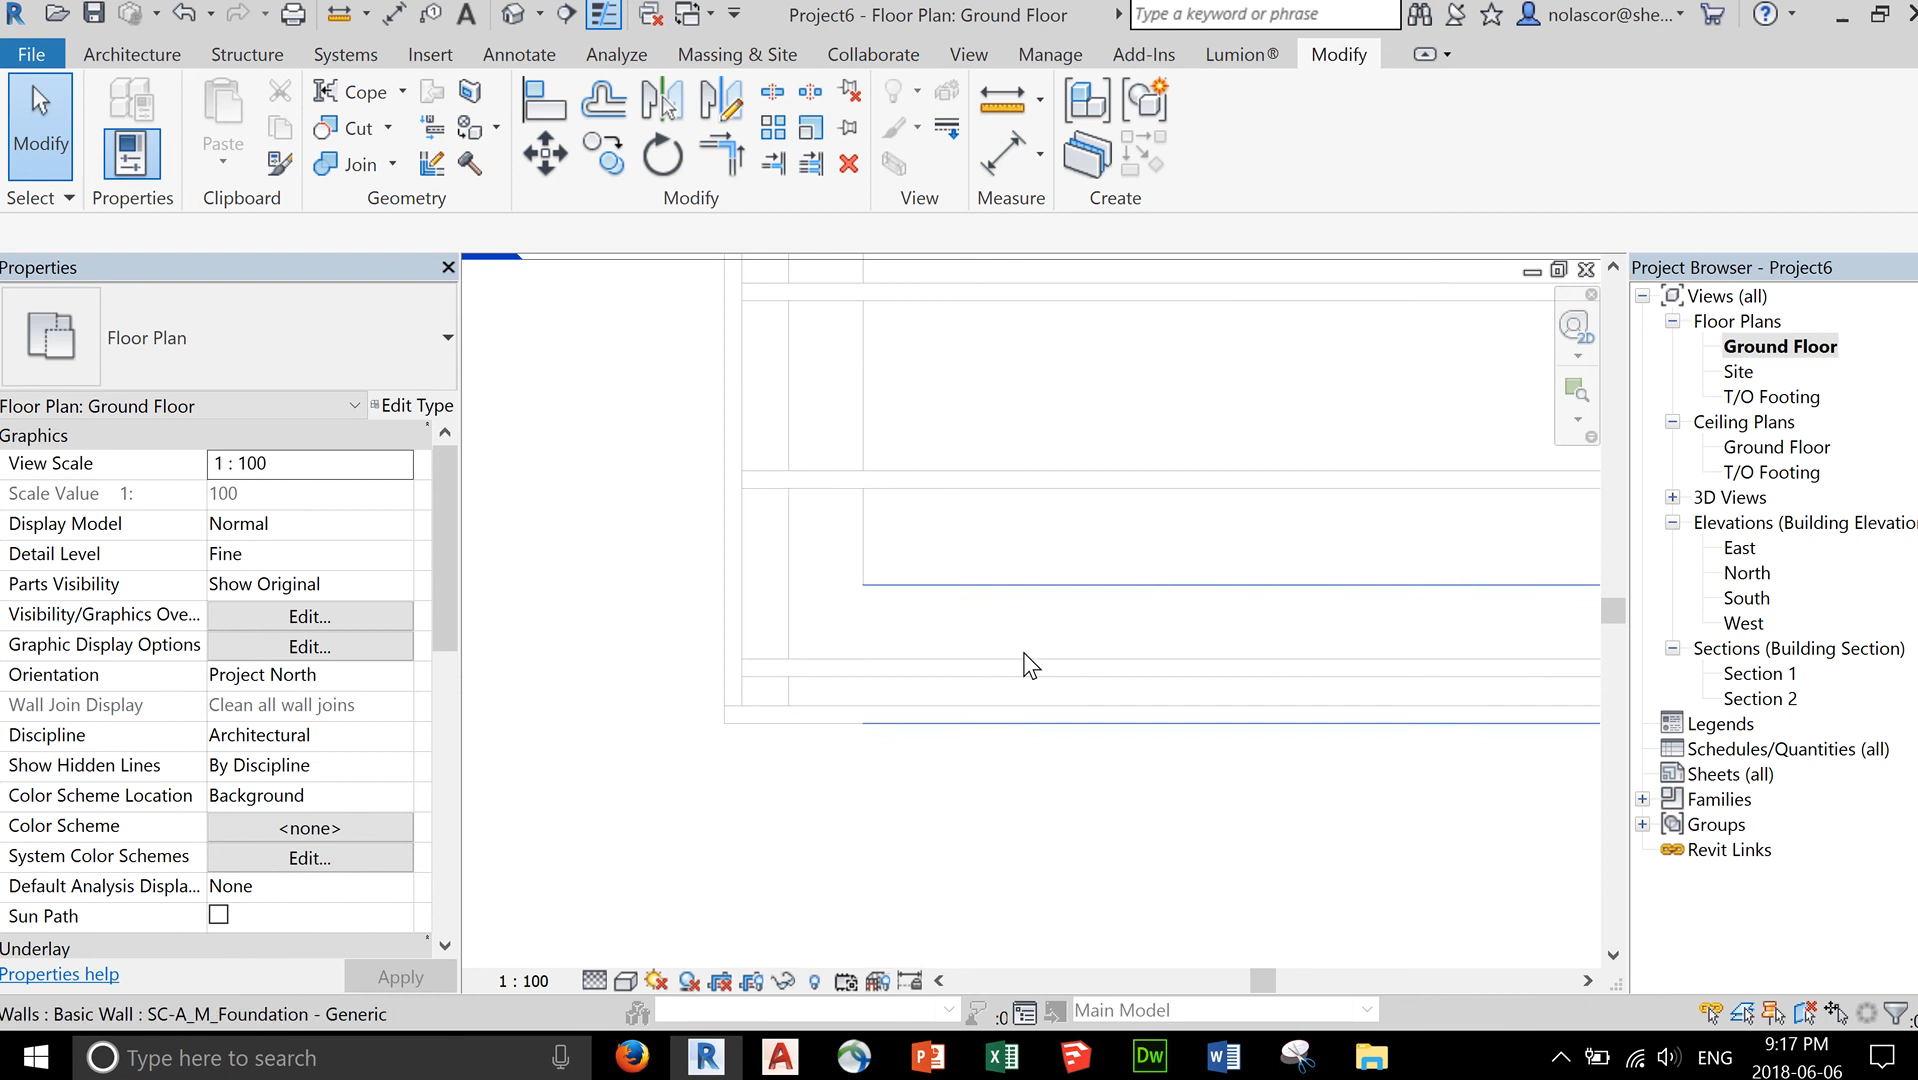 Project6 - Floor Plan: Ground Floor
Type a keyword or phrase
nolascor@she...
File Architecture Structure Systems Insert Annotate Analyze Massing & Site Collaborate View Manage Add-Ins Lumion® Modify
Modify
Paste
Cope
Cut
Join
Select Properties Clipboard Geometry Modify View Measure Create
Properties
Floor Plan
Floor Plan: Ground Floor
Edit Type
Graphics
View Scale 1 : 100
Scale Value 1: 100
Display Model Normal
Detail Level Fine
Parts Visibility Show Original
Visibility/Graphics Ove... Edit...
Graphic Display Options Edit...
Orientation Project North
Wall Join Display Clean all wall joins
Discipline Architectural
Show Hidden Lines By Discipline
Color Scheme Location Background
Color Scheme <none>
System Color Schemes Edit...
Default Analysis Displa... None
Sun Path
Underlay
Properties help
Apply
2D
1 : 100
Project Browser - Project6
Views (all)
Floor Plans
Ground Floor
Site
T/O Footing
Ceiling Plans
Ground Floor
T/O Footing
3D Views
Elevations (Building Elevatio
East
North
South
West
Sections (Building Section)
Section 1
Section 2
Legends
Schedules/Quantities (all)
Sheets (all)
Families
Groups
Revit Links
Walls : Basic Wall : SC-A_M_Foundation - Generic
:0
Main Model
Type here to search
Dw
ENG
9:17 PM
2018-06-06